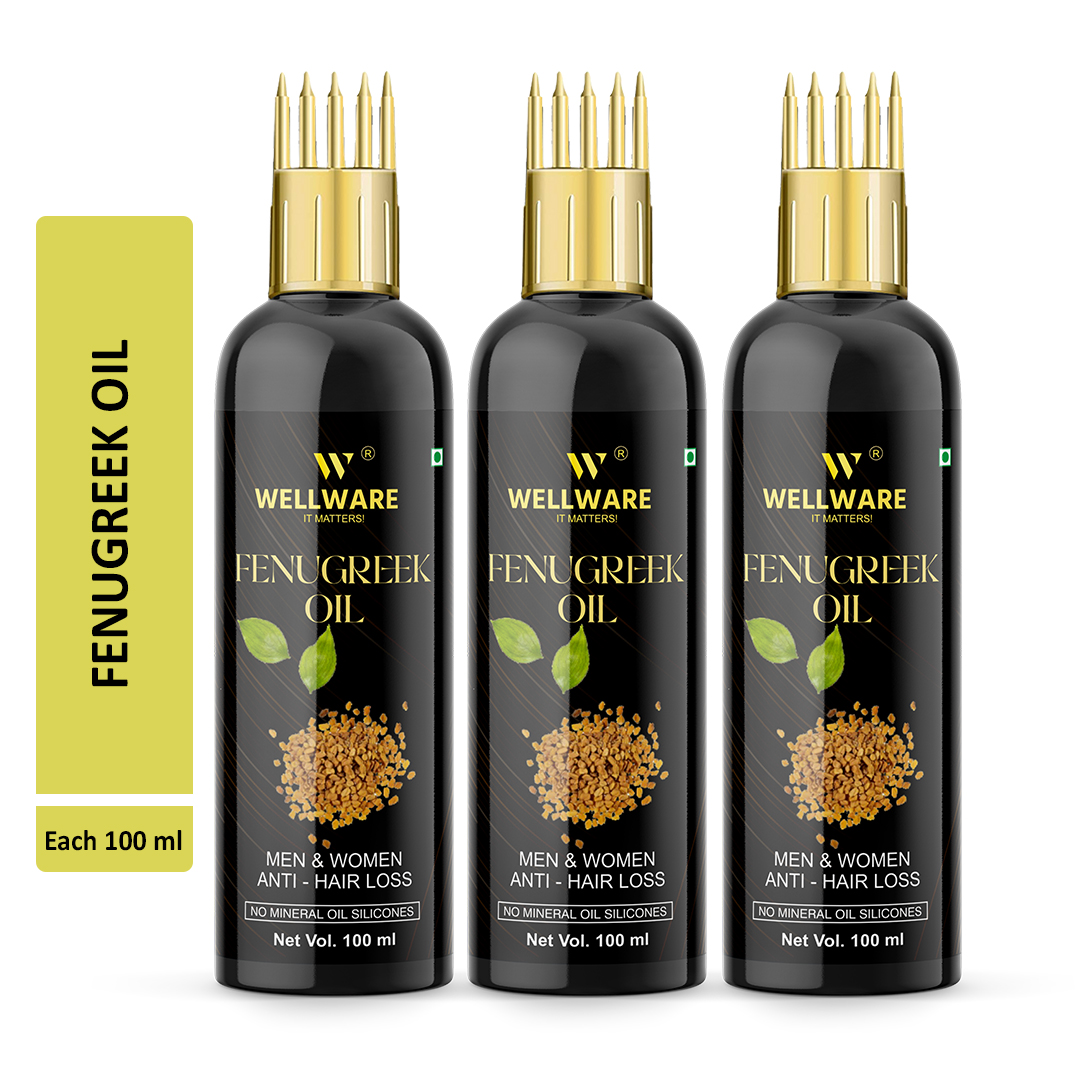 FENUGREEK OIL
Each 100 ml
W ®
WELLWARE
IT MATTERS!
FENUGREEK
OIL
MEN & WOMEN
ANTI - HAIR LOSS
NO MINERAL OIL SILICONES
Net Vol. 100 ml
W ®
WELLWARE
IT MATTERS!
FENUGREEK
OIL
MEN & WOMEN
ANTI - HAIR LOSS
NO MINERAL OIL SILICONES
Net Vol. 100 ml
W ®
WELLWARE
IT MATTERS!
FENUGREEK
OIL
MEN & WOMEN
ANTI - HAIR LOSS
NO MINERAL OIL SILICONES
Net Vol. 100 ml